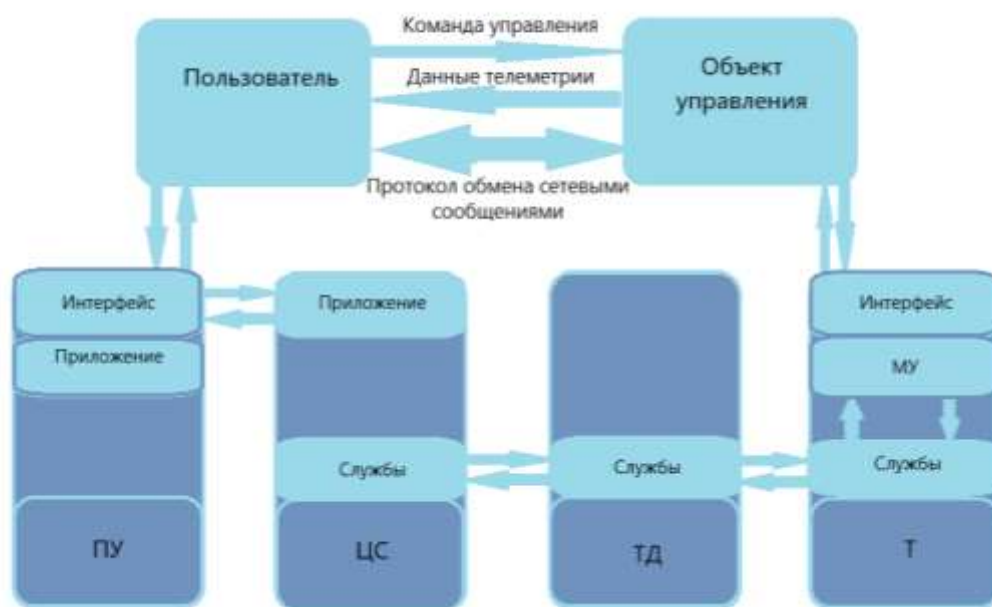 Команда управления
Пользователь
Данные телеметрии
Объект
управления
Протокол обмена сетевыми
сообщениями
Интерфейс
Приложение
Интерфейс
Приложение
МУ
Службы
Службы
Службы
ПУ
ЦС
ТД
Т